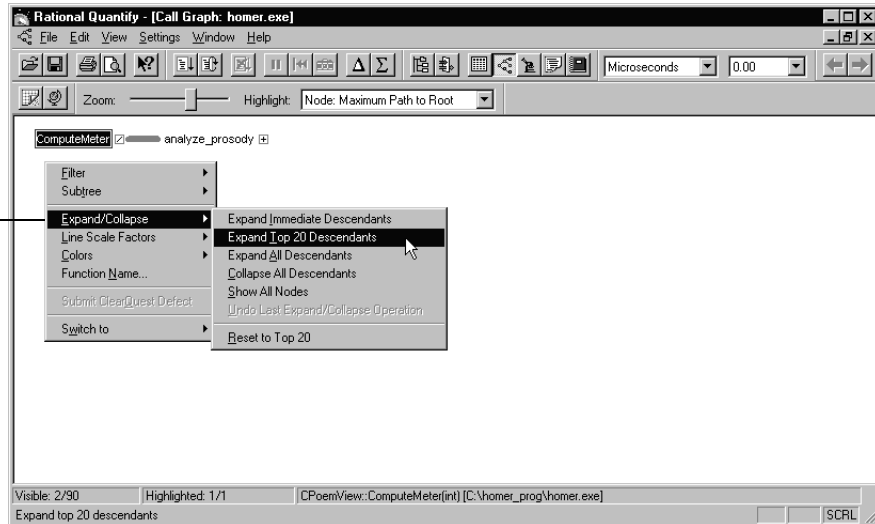 Rational Quantify - [Call Graph: homer.exe]
File Edit View Settings Window Help
Microseconds 0.00
Zoom: Highlight: Node: Maximum Path to Root
ComputeMeter analyze_prosody
Filter
Subtree
Expand/Collapse
Line Scale Factors
Colors
Function Name...
Submit ClearQuest Defect
Switch to
Expand Immediate Descendants
Expand Top 20 Descendants
Expand All Descendants
Collapse All Descendants
Show All Nodes
Undo Last Expand/Collapse Operation
Reset to Top 20
Visible: 2/90 Highlighted: 1/1 CPoemView::ComputeMeter(int) [C:\homer_prog\homer.exe]
Expand top 20 descendants SCRL